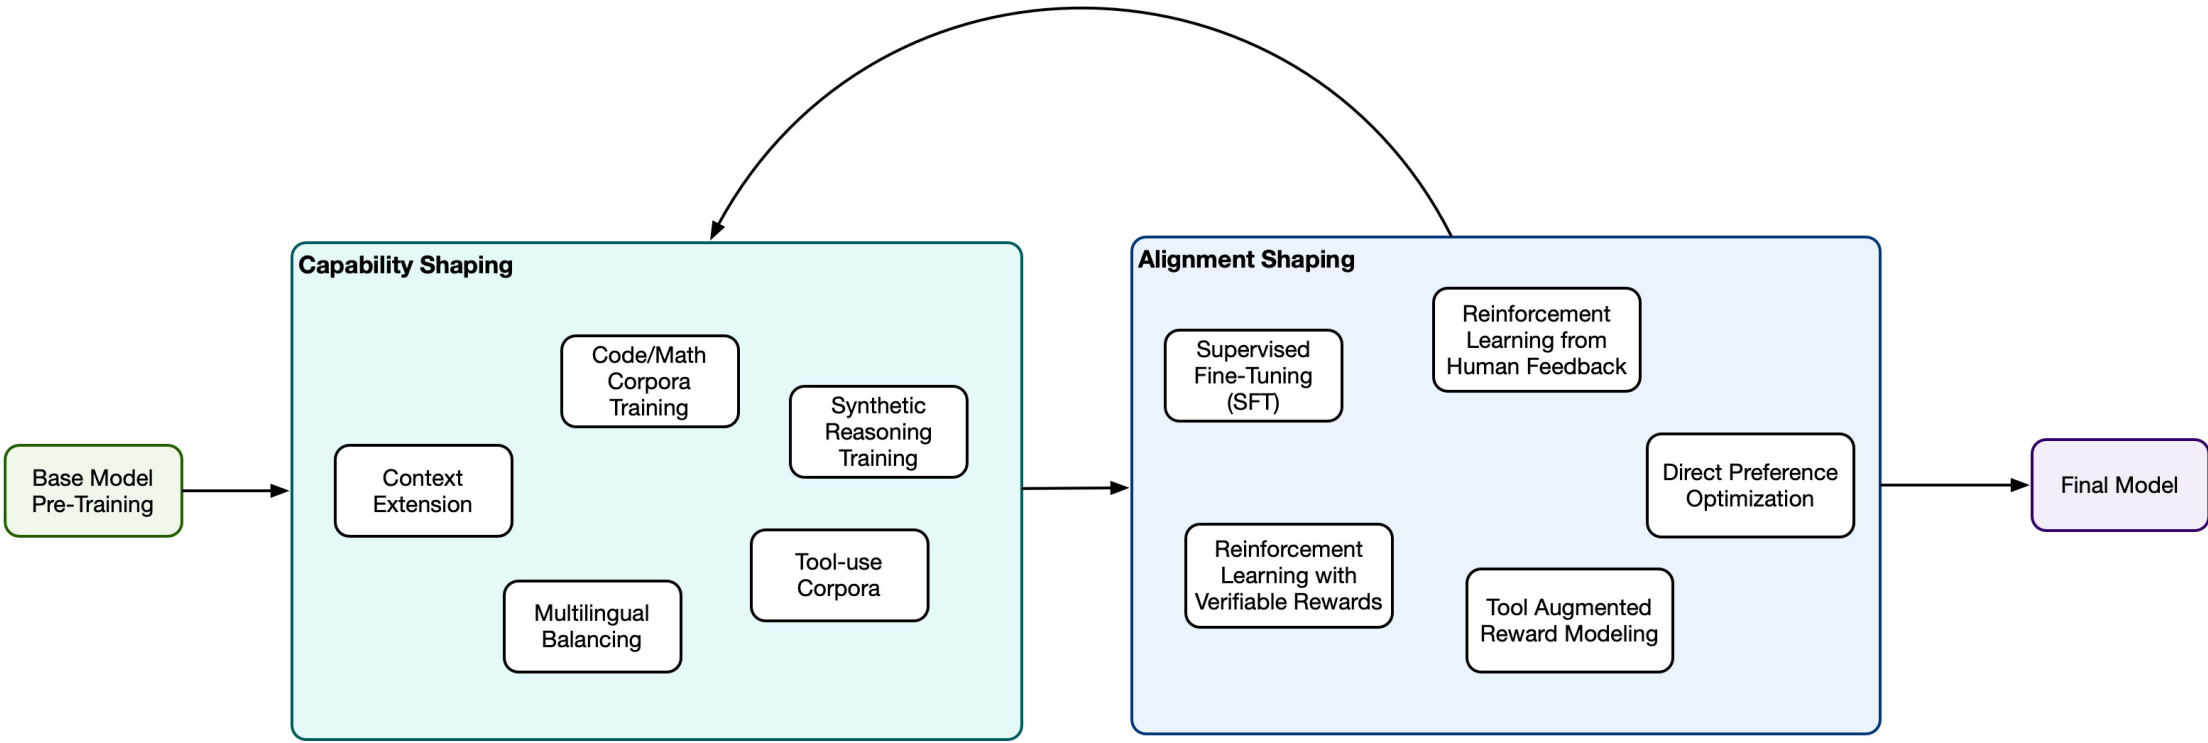 Capability Shaping
Alignment Shaping
Base Model
Pre-Training
Context
Extension
Code/Math
Corpora
Training
Synthetic
Reasoning
Training
Tool-use
Corpora
Multilingual
Balancing
Supervised
Fine-Tuning
(SFT)
Reinforcement
Learning from
Human Feedback
Direct Preference
Optimization
Reinforcement
Learning with
Verifiable Rewards
Tool Augmented
Reward Modeling
Final Model